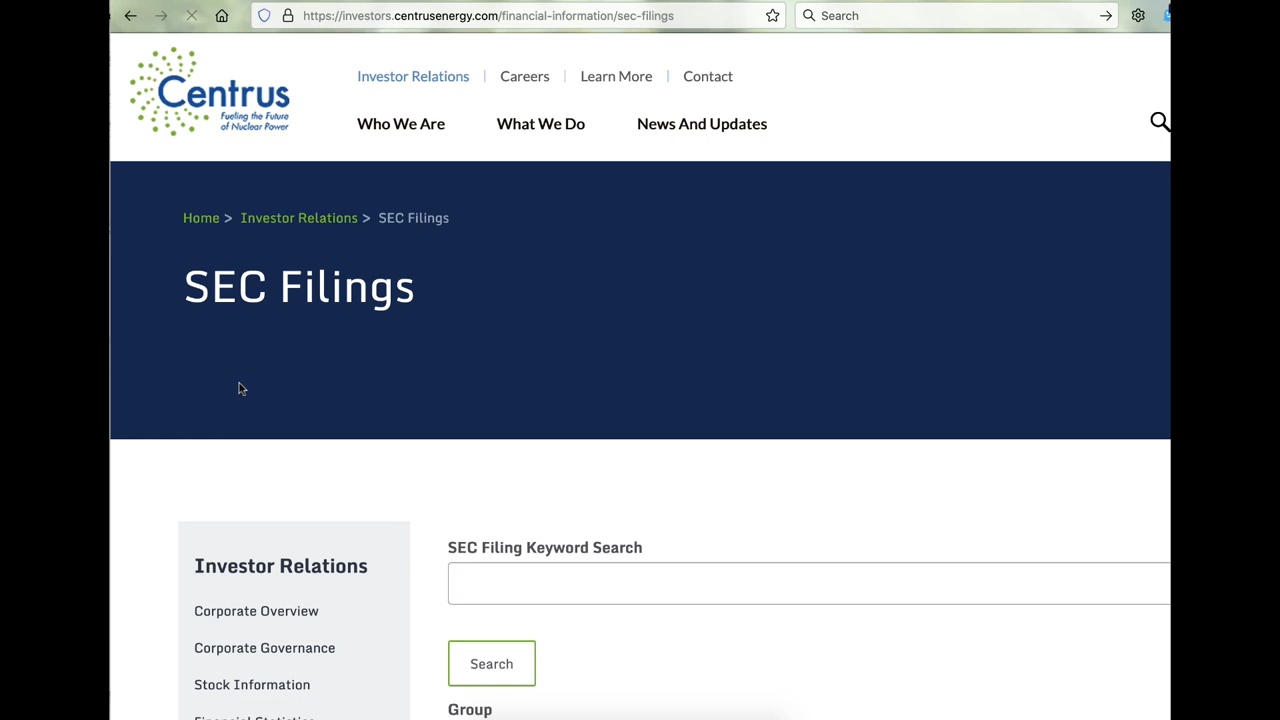 https://investors.centrusenergy.com/financial-information/sec-filings
Search
Centrus
Fueling the Future
of Nuclear Power
Investor Relations | Careers | Learn More | Contact
Who We Are What We Do News And Updates
Home > Investor Relations > SEC Filings
SEC Filings
Investor Relations
Corporate Overview
Corporate Governance
Stock Information
Financial Statistics
SEC Filing Keyword Search
Search
Group